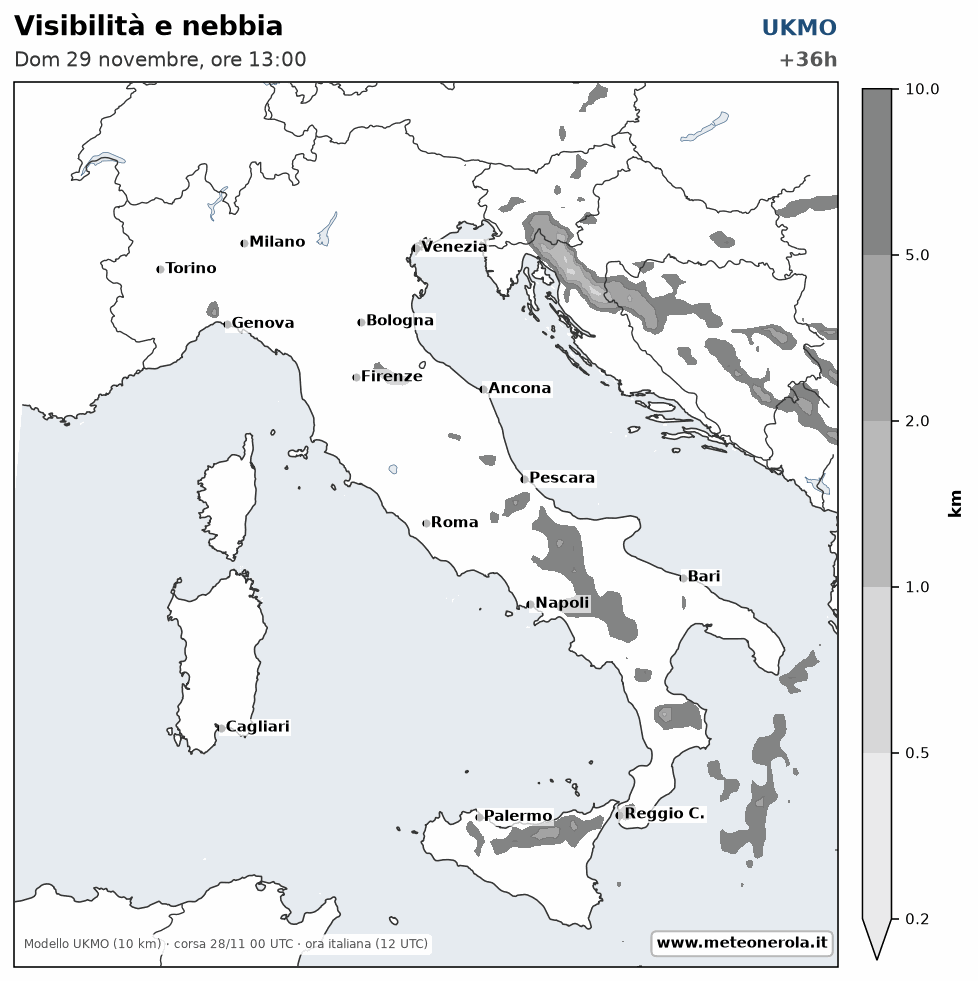 Visibilità e nebbia
UKMO
Dom 29 novembre, ore 13:00
+36h
10.0
5.0
2.0
1.0
0.5
0.2
km
Milano
Venezia
Torino
Genova
Bologna
Firenze
Ancona
Pescara
Roma
Bari
Napoli
Cagliari
Palermo
Reggio C.
Modello UKMO (10 km) · corsa 28/11 00 UTC · ora italiana (12 UTC)
www.meteonerola.it